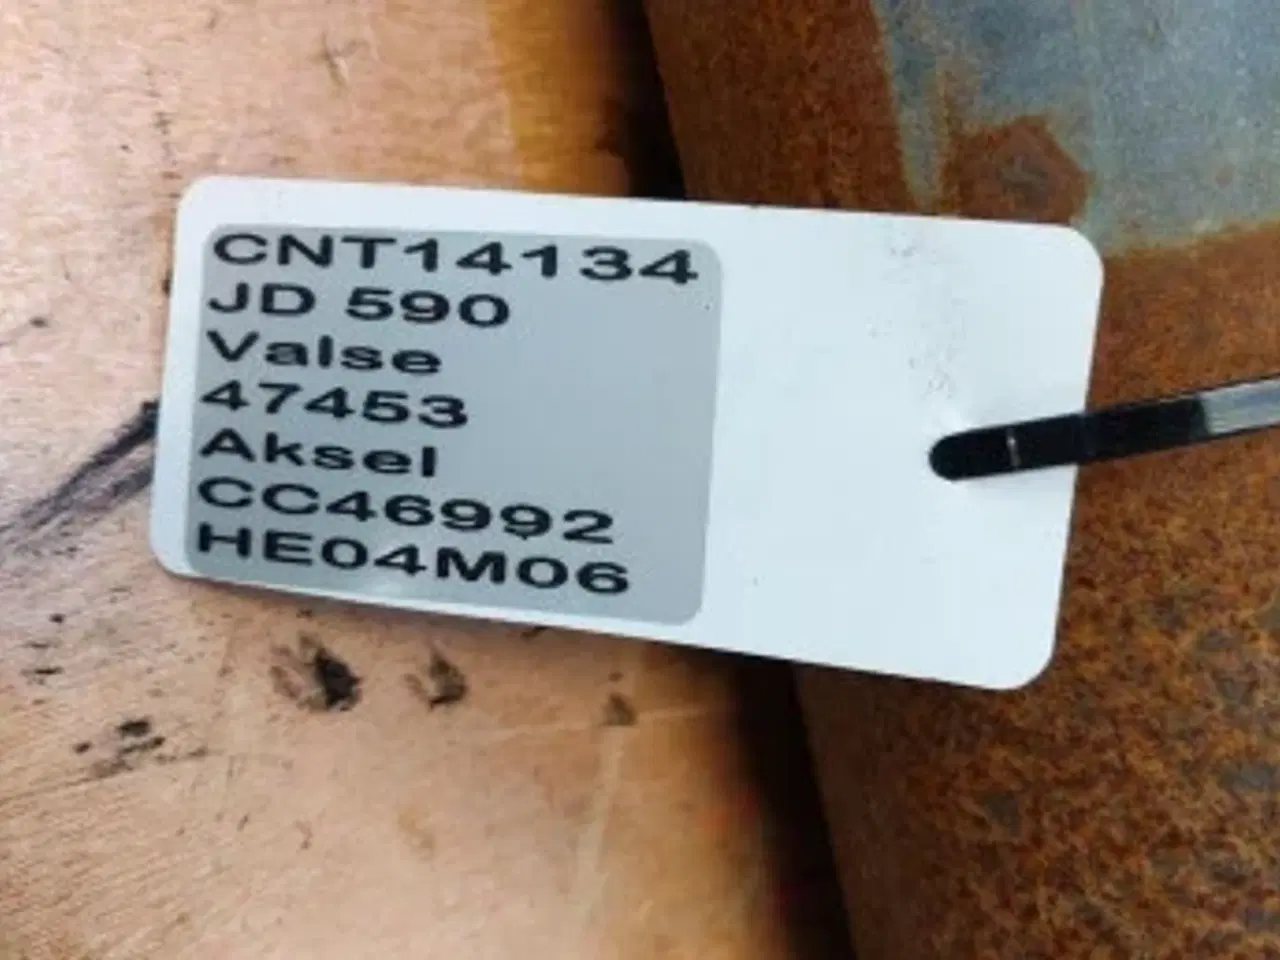 CNT14134
JD 590
Valse
47453
Aksel
CC46992
HE04M06